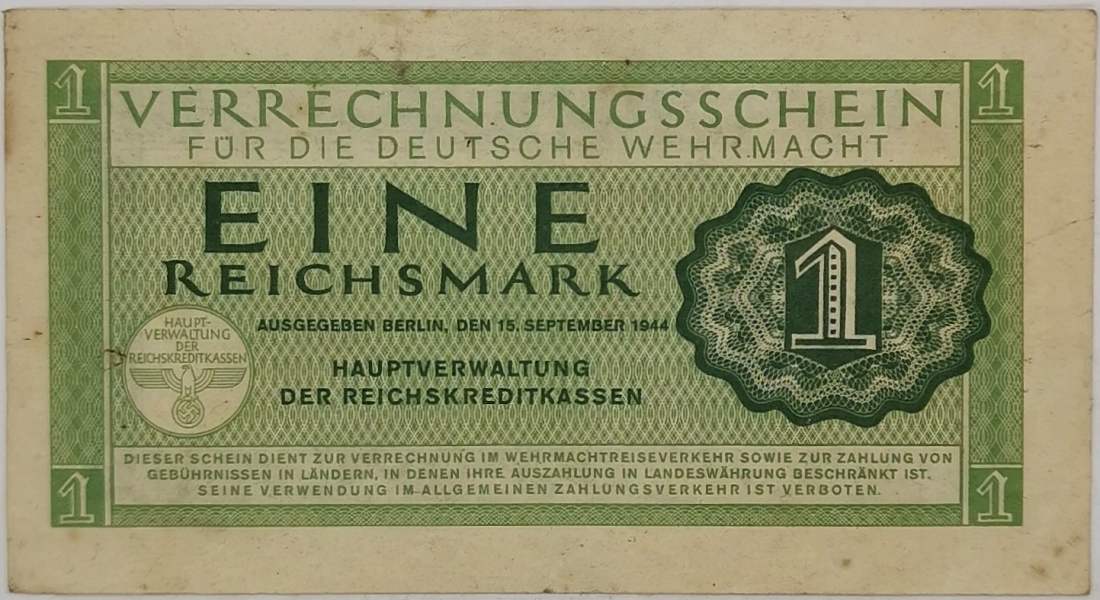 1 1
VERRECHNUNGSSCHEIN
FÜR DIE DEUTSCHE WEHRMACHT
EINE
REICHSMARK
1
HAUPT-
VERWALTUNG
DER
REICHSKREDITKASSEN
AUSGEGEBEN BERLIN, DEN 15. SEPTEMBER 1944
HAUPTVERWALTUNG
DER REICHSKREDITKASSEN
DIESER SCHEIN DIENT ZUR VERRECHNUNG IM WEHRMACHTREISEVERKEHR SOWIE ZUR ZAHLUNG VON
GEBÜHRNISSEN IN LÄNDERN, IN DENEN IHRE AUSZAHLUNG IN LANDESWÄHRUNG BESCHRÄNKT IST.
SEINE VERWENDUNG IM ALLGEMEINEN ZAHLUNGSVERKEHR IST VERBOTEN.
1 1